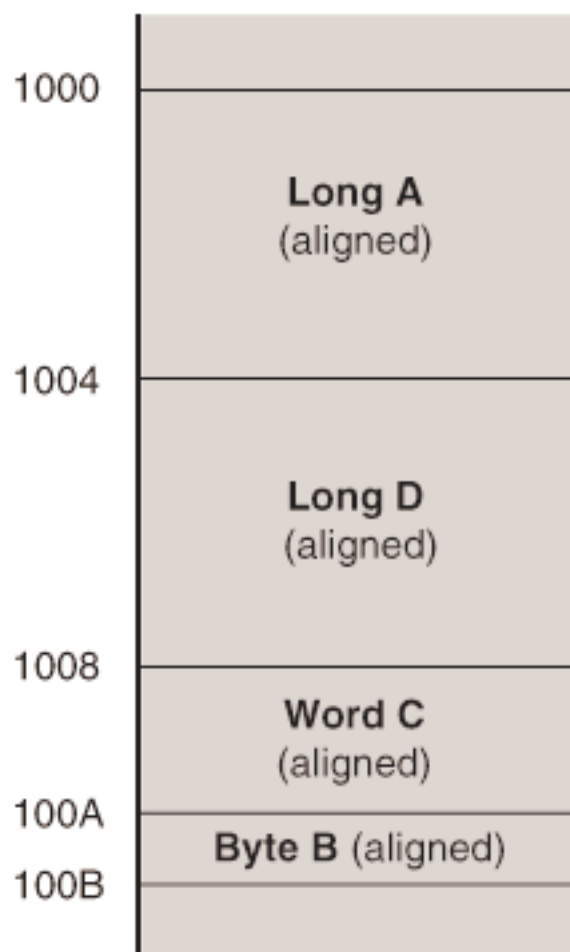 1000
Long A
(aligned)
1004
Long D
(aligned)
1008
Word C
(aligned)
100A
Byte B (aligned)
100B